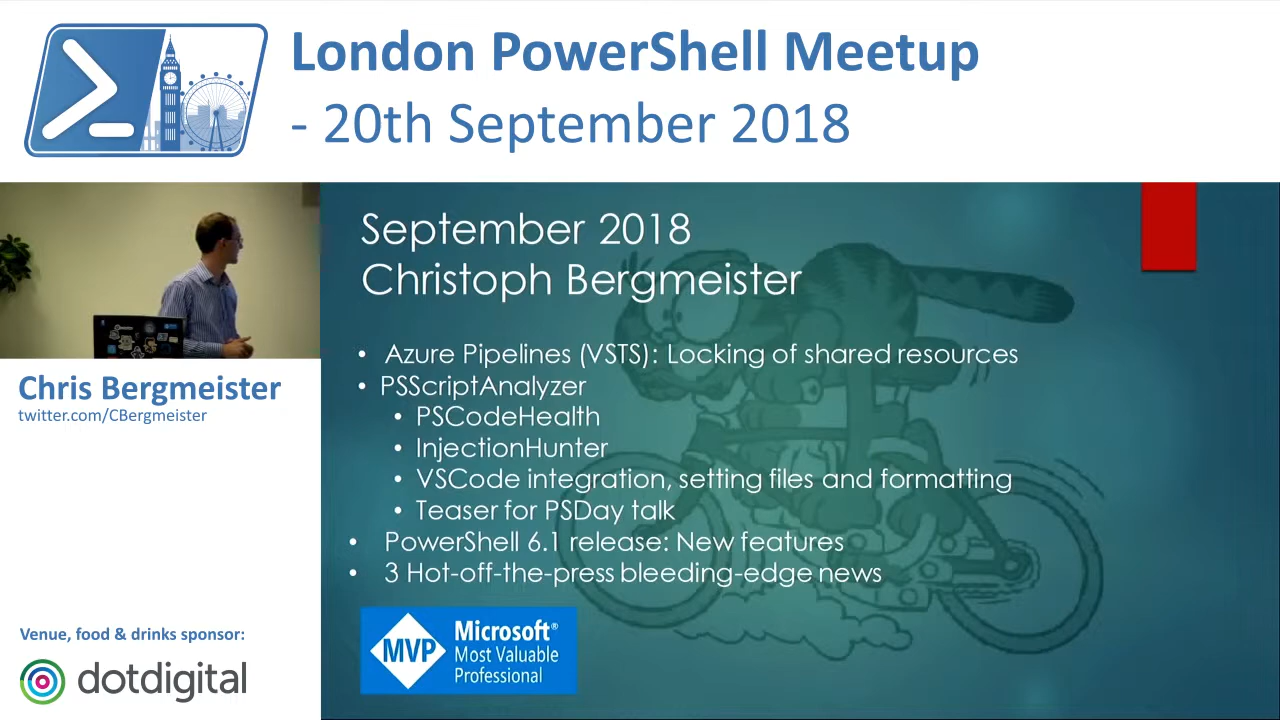 London PowerShell Meetup
- 20th September 2018
September 2018
Christoph Bergmeister
• Azure Pipelines (VSTS): Locking of shared resources
• PSScriptAnalyzer
• PSCodeHealth
• InjectionHunter
• VSCode integration, setting files and formatting
• Teaser for PSDay talk
• PowerShell 6.1 release: New features
• 3 Hot-off-the-press bleeding-edge news
MVP
Microsoft®
Most Valuable
Professional
Chris Bergmeister
twitter.com/CBergmeister
Venue, food & drinks sponsor:
dotdigital